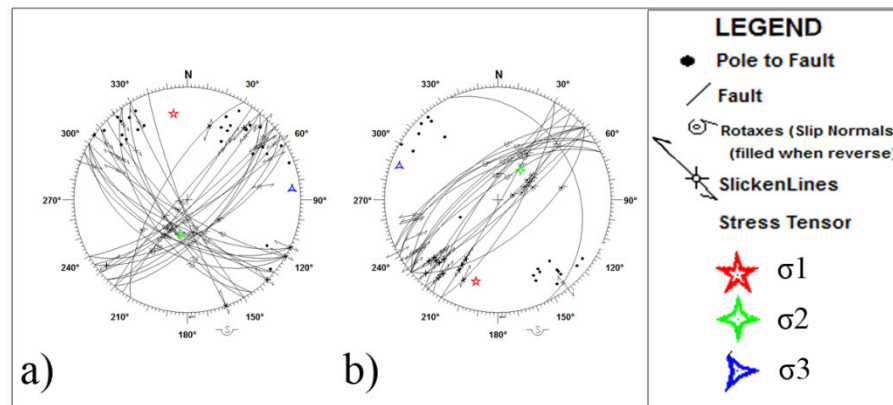 N
330°
30°
300°
60°
270°
90°
240°
120°
210°
150°
180°
S
a)
N
330°
30°
300°
60°
270°
90°
240°
120°
210°
150°
180°
S
b)
LEGEND
Pole to Fault
Fault
Rotaxes (Slip Normals
(filled when reverse)
SlickenLines
Stress Tensor
σ1
σ2
σ3